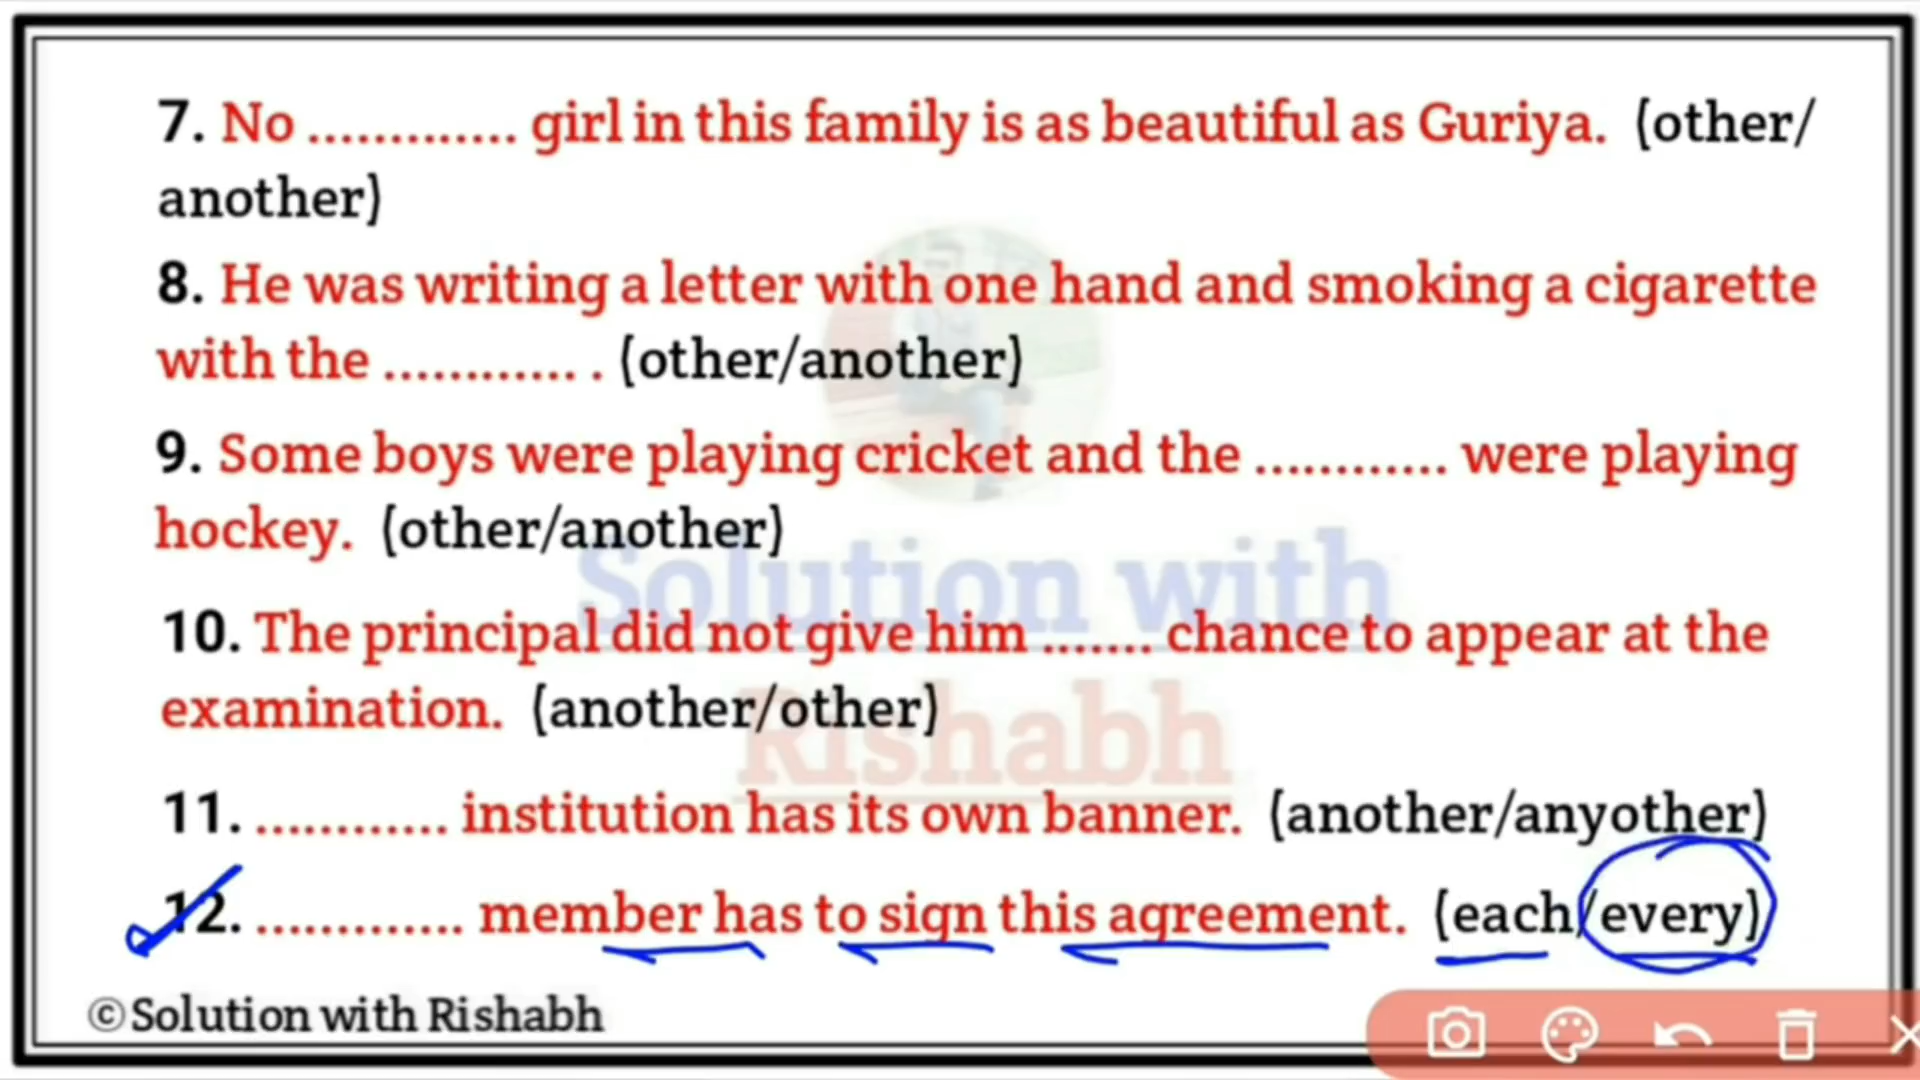 7. No ............. girl in this family is as beautiful as Guriya. (other/
another)
8. He was writing a letter with one hand and smoking a cigarette
with the ............ . (other/another)
9. Some boys were playing cricket and the ............ were playing
hockey. (other/another)
Solution with
10. The principal did not give him ....... chance to appear at the
examination. (another/other)
Rishabh
11. ............ institution has its own banner. (another/anyother)
12. ............. member has to sign this agreement. (each/every)
©Solution with Rishabh